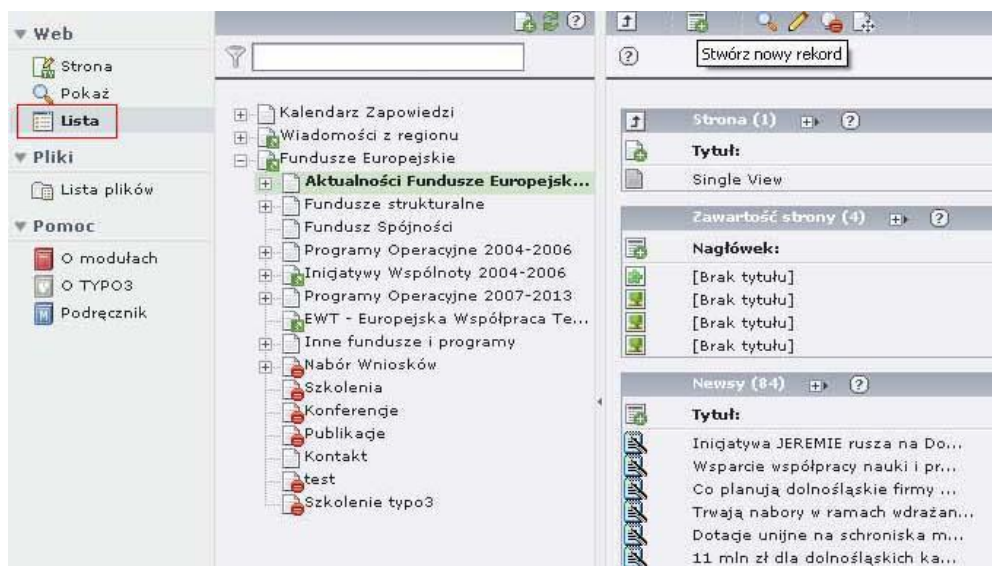 Web
Strona
Pokaż
Lista
Pliki
Lista plików
Pomoc
O modułach
O TYPO3
Podręcznik
Kalendarz Zapowiedzi
Wiadomości z regionu
Fundusze Europejskie
Aktualności Fundusze Europejsk...
Fundusze strukturalne
Fundusz Spójności
Programy Operacyjne 2004-2006
Inicjatywy Wspólnoty 2004-2006
Programy Operacyjne 2007-2013
EWT - Europejska Współpraca Te...
Inne fundusze i programy
Nabór Wniosków
Szkolenia
Konferencje
Publikacje
Kontakt
test
Szkolenie typo3
Stwórz nowy rekord
Strona (1)
Tytuł:
Single View
Zawartość strony (4)
Nagłówek:
[Brak tytułu]
[Brak tytułu]
[Brak tytułu]
[Brak tytułu]
Newsy (84)
Tytuł:
Inicjatywa JEREMIE rusza na Do...
Wsparcie współpracy nauki i pr...
Co planują dolnośląskie firmy ...
Trwają nabory w ramach wdrażan...
Dotacje unijne na schroniska m...
11 mln zł dla dolnośląskich ka...